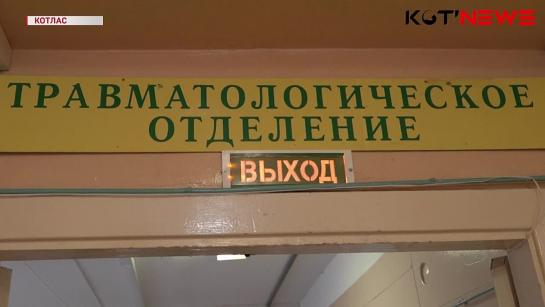 КОТЛАС
KOT'NEWS
ТРАВМАТОЛОГИЧЕСКОЕ
ОТДЕЛЕНИЕ
ВЫХОД